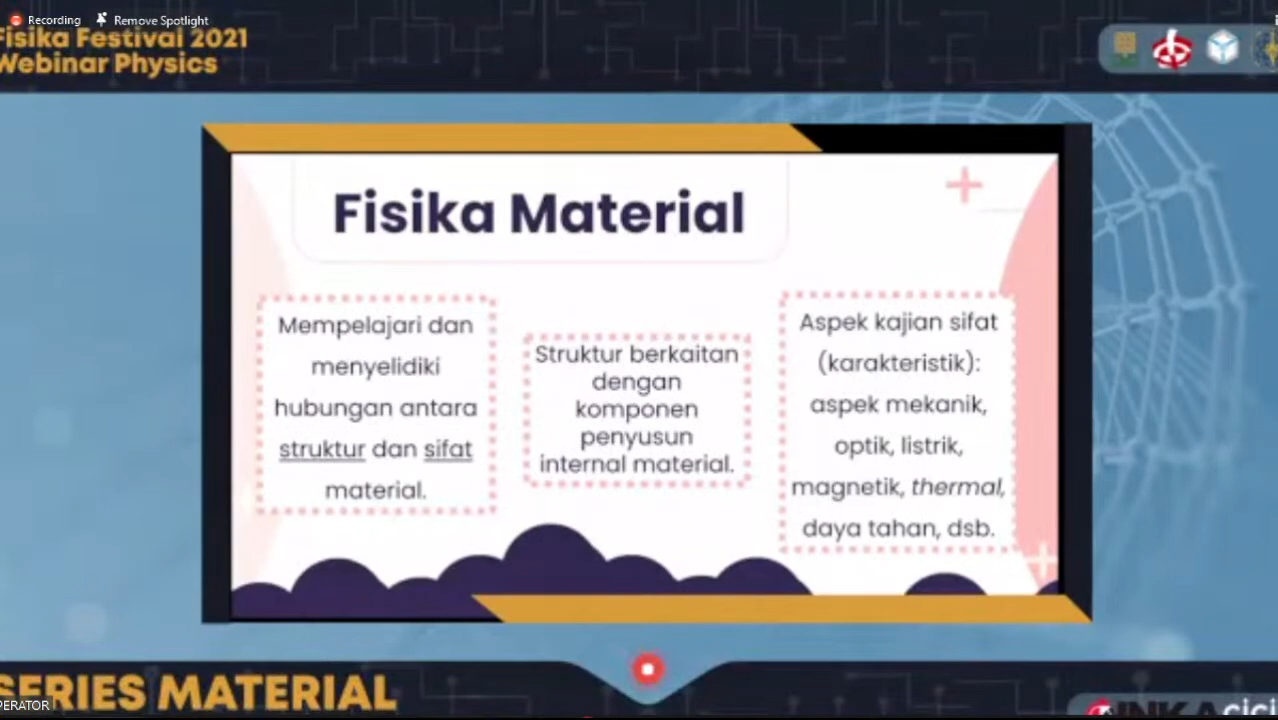 Recording Remove Spotlight
Fisika Festival 2021
Webinar Physics
Fisika Material
Mempelajari dan
menyelidiki
hubungan antara
struktur dan sifat
material.
Struktur berkaitan
dengan
komponen
penyusun
internal material.
Aspek kajian sifat
(karakteristik):
aspek mekanik,
optik, listrik,
magnetik, thermal,
daya tahan, dsb.
SERIES MATERIAL
PERATOR
INKA cici